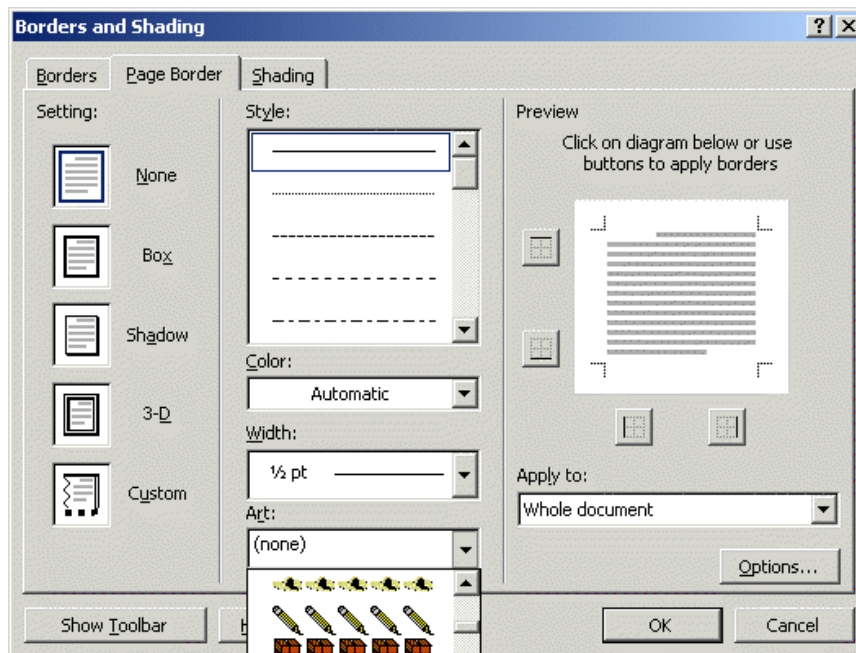 Borders and Shading
Borders
Page Border
Shading
Setting:
None
Box
Shadow
3-D
Custom
Style:
Color:
Automatic
Width:
½ pt
Art:
(none)
Preview
Click on diagram below or use
buttons to apply borders
Apply to:
Whole document
Options...
Show Toolbar
OK
Cancel